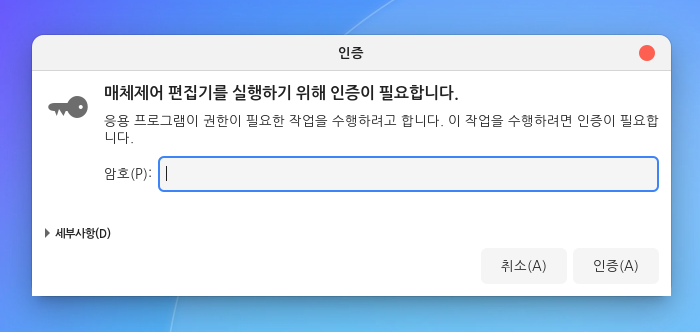 인증
매체제어 편집기를 실행하기 위해 인증이 필요합니다.
응용 프로그램이 권한이 필요한 작업을 수행하려고 합니다. 이 작업을 수행하려면 인증이 필요합
니다.
암호(P):
세부사항(D)
취소(A) 인증(A)